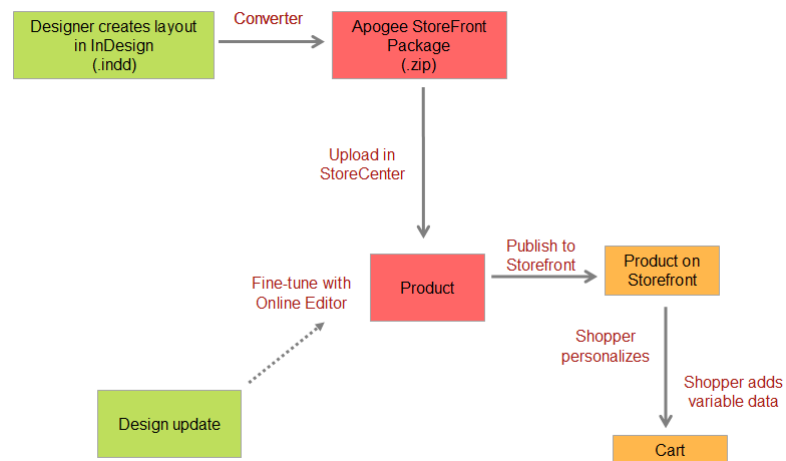 Converter
Designer creates layout
in InDesign
(.indd)
Apogee StoreFront
Package
(.zip)
Upload in
StoreCenter
Publish to
Storefront
Product on
Storefront
Fine-tune with
Online Editor
Product
Shopper
personalizes
Shopper adds
variable data
Design update
Cart